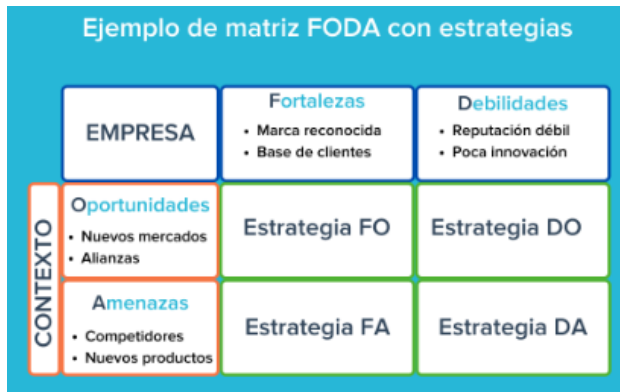 Ejemplo de matriz FODA con estrategias
EMPRESA
Fortalezas
• Marca reconocida
• Base de clientes
Debilidades
• Reputación débil
• Poca innovación
CONTEXTO
Oportunidades
• Nuevos mercados
• Alianzas
Estrategia FO
Estrategia DO
Amenazas
• Competidores
• Nuevos productos
Estrategia FA
Estrategia DA